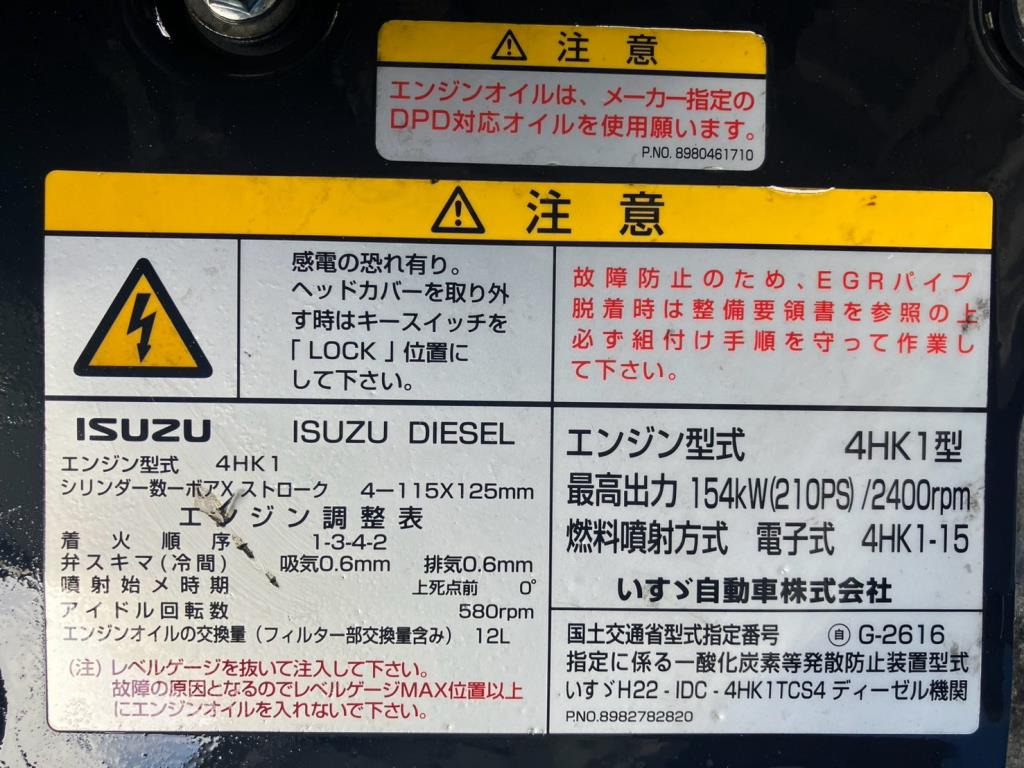 ⚠ 注意
エンジンオイルは、メーカー指定の
DPD対応オイルを使用願います。
P.NO. 8980461710
⚠ 注意
感電の恐れ有り。
ヘッドカバーを取り外
す時はキースイッチを
「LOCK」位置に
して下さい。
故障防止のため、EGRパイプ
脱着時は整備要領書を参照の上
必ず組付け手順を守って作業し
て下さい。
ISUZU ISUZU DIESEL
エンジン型式 4HK1
シリンダー数ーボアX ストローク 4ー115X125mm
エンジン調整表
着火順序 1-3-4-2
弁スキマ(冷間) 吸気0.6mm 排気0.6mm
噴射始メ時期 上死点前 0°
アイドル回転数 580rpm
エンジンオイルの交換量(フィルター部交換量含み) 12L
(注) レベルゲージを抜いて注入して下さい。
故障の原因となるのでレベルゲージMAX位置以上
にエンジンオイルを入れないで下さい。
エンジン型式 4HK1型
最高出力 154kW(210PS)/2400rpm
燃料噴射方式 電子式 4HK1-15
いすゞ自動車株式会社
国土交通省型式指定番号 ㊀自 G-2616
指定に係る一酸化炭素等発散防止装置型式
いすゞH22-IDC-4HK1TCS4 ディーゼル機関
P.NO.8982782820